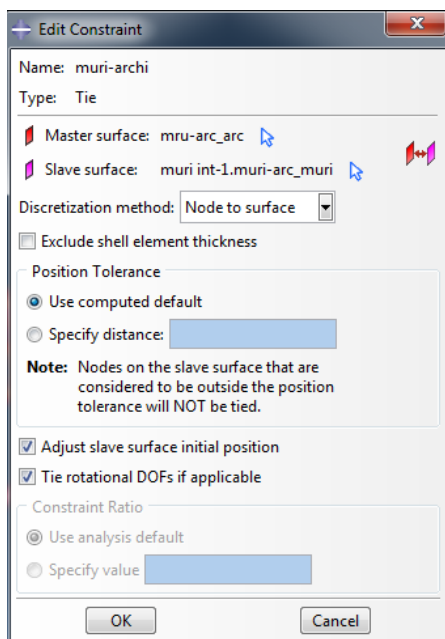 Edit Constraint
Name: muri-archi
Type: Tie
Master surface: mru-arc_arc
Slave surface: muri int-1.muri-arc_muri
Discretization method: Node to surface
Exclude shell element thickness
Position Tolerance
Use computed default
Specify distance:
Note: Nodes on the slave surface that are
considered to be outside the position
tolerance will NOT be tied.
Adjust slave surface initial position
Tie rotational DOFs if applicable
Constraint Ratio
Use analysis default
Specify value
OK Cancel